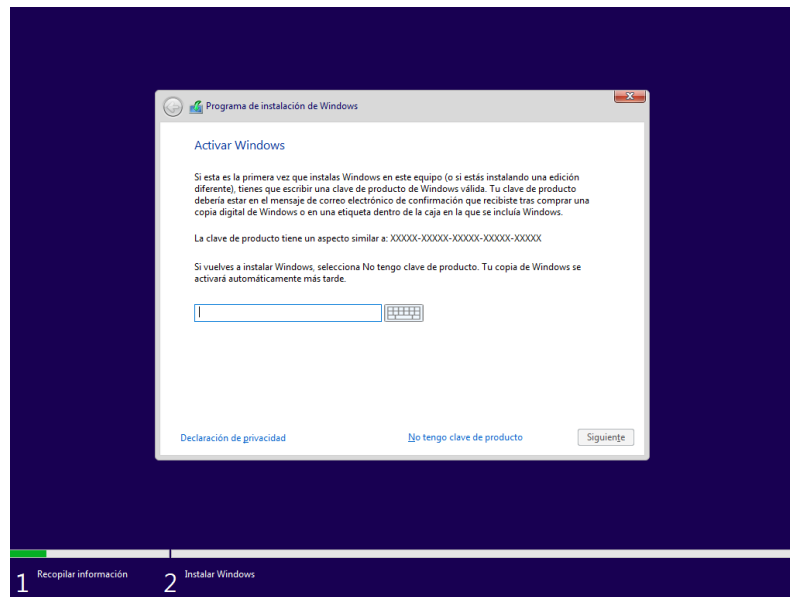 Programa de instalación de Windows
Activar Windows
Si esta es la primera vez que instalas Windows en este equipo (o si estás instalando una edición
diferente), tienes que escribir una clave de producto de Windows válida. Tu clave de producto
debería estar en el mensaje de correo electrónico de confirmación que recibiste tras comprar una
copia digital de Windows o en una etiqueta dentro de la caja en la que se incluía Windows.
La clave de producto tiene un aspecto similar a: XXXXX-XXXXX-XXXXX-XXXXX-XXXXX
Si vuelves a instalar Windows, selecciona No tengo clave de producto. Tu copia de Windows se
activará automáticamente más tarde.
Declaración de privacidad No tengo clave de producto Siguiente
1 Recopilar información 2 Instalar Windows